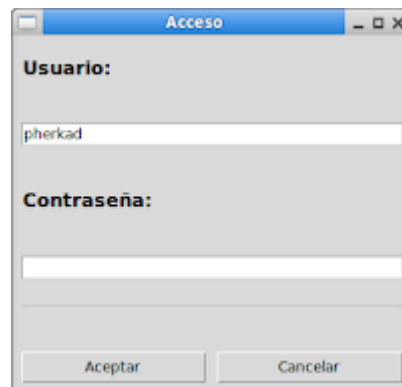 Acceso
Usuario:
pherkad
Contraseña:
Aceptar Cancelar